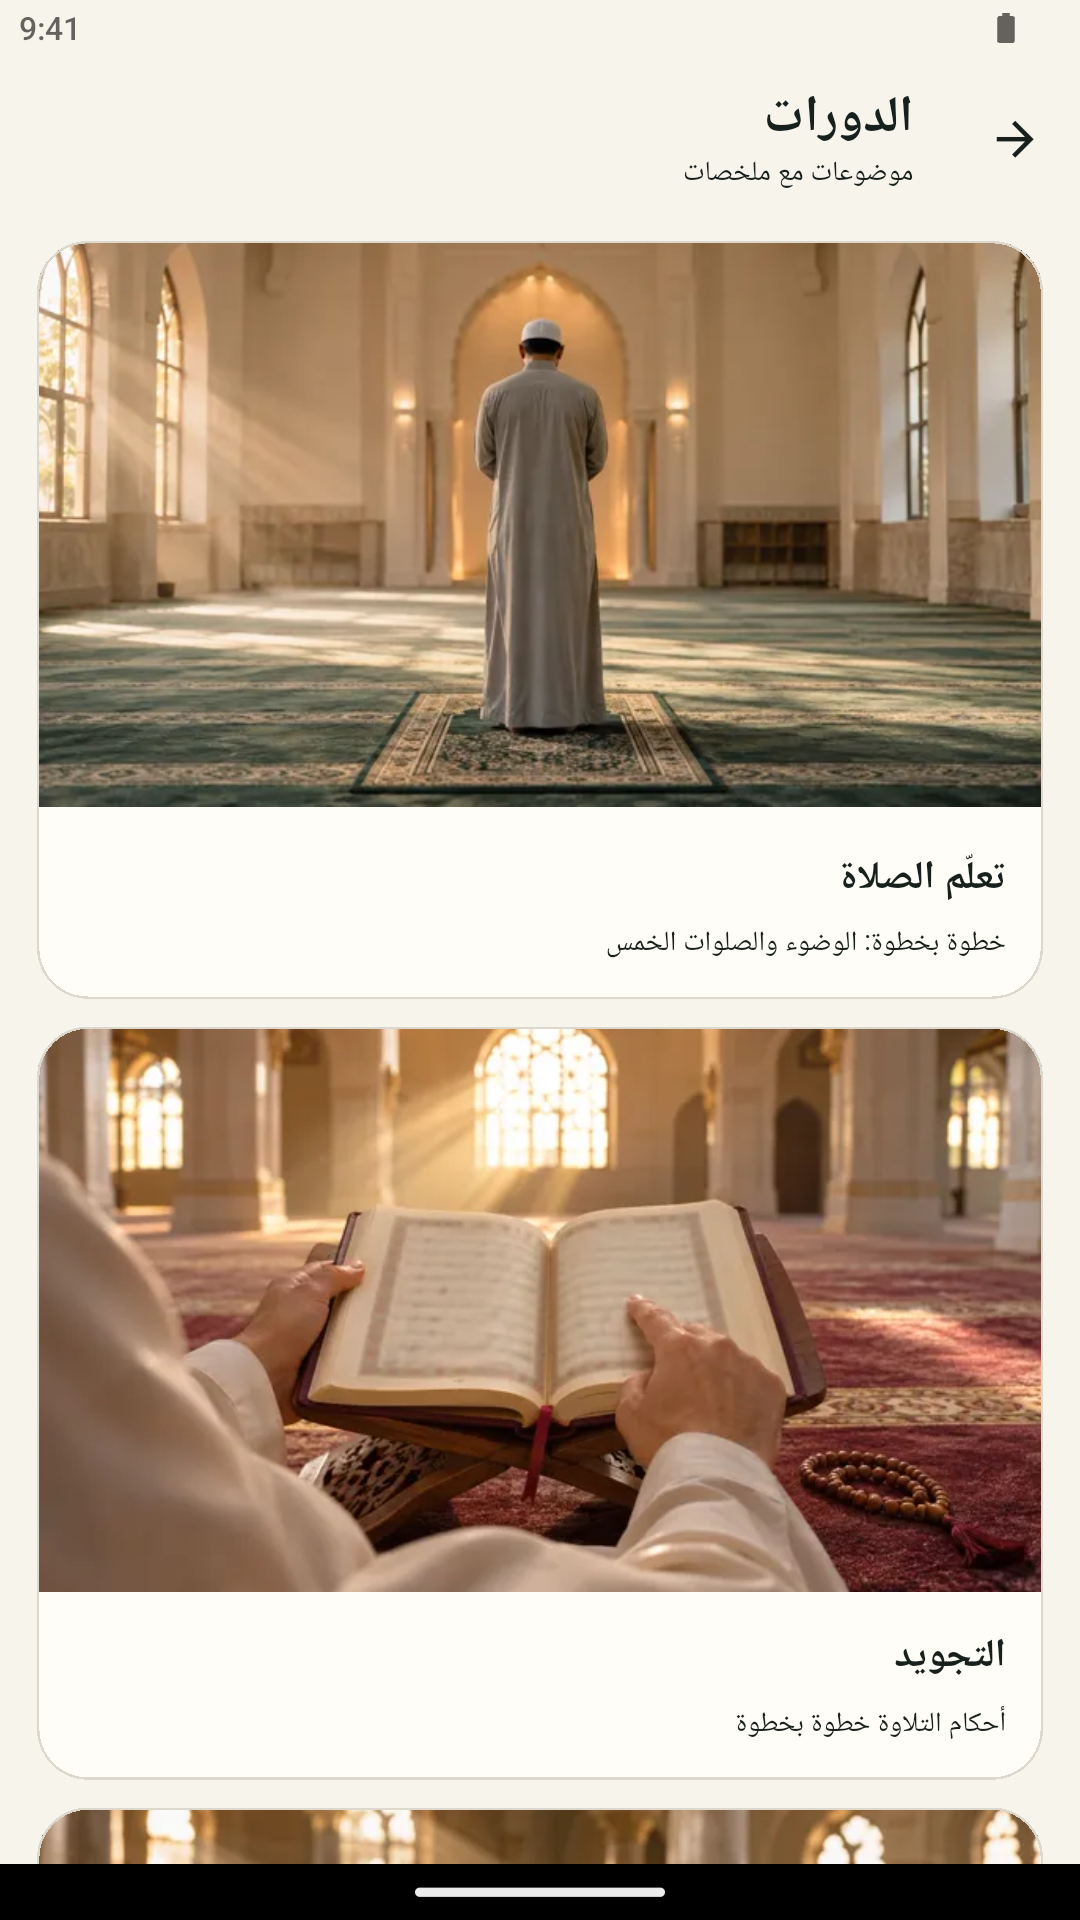 9:41
الدورات
موضوعات مع ملخصات
تعلّم الصلاة
خطوة بخطوة: الوضوء والصلوات الخمس
التجويد
أحكام التلاوة خطوة بخطوة